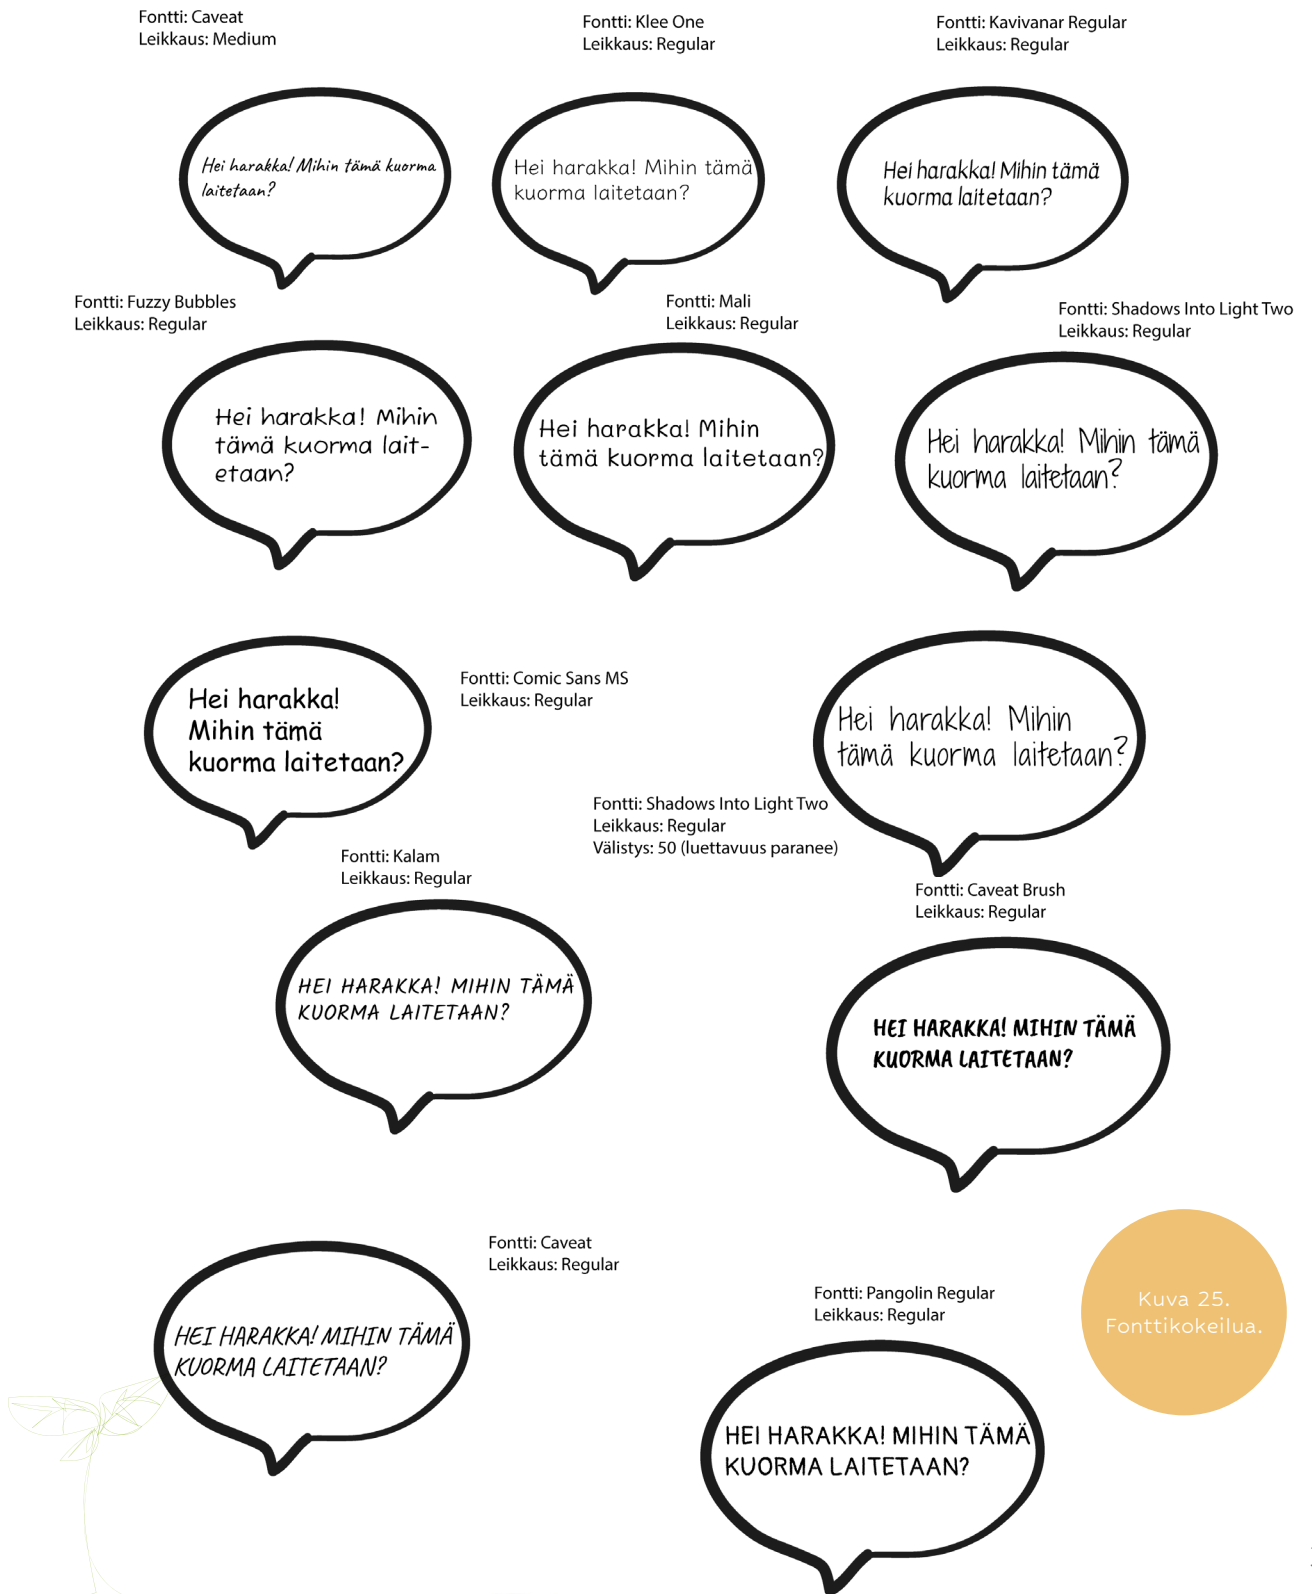 Fontti: Caveat
Leikkaus: Medium
Hei harakka! Mihin tämä kuorma
laitetaan?
Fontti: Klee One
Leikkaus: Regular
Hei harakka! Mihin tämä
kuorma laitetaan?
Fontti: Kavivanar Regular
Leikkaus: Regular
Hei harakka! Mihin tämä
kuorma laitetaan?
Fontti: Fuzzy Bubbles
Leikkaus: Regular
Hei harakka! Mihin
tämä kuorma lait-
etaan?
Fontti: Mali
Leikkaus: Regular
Hei harakka! Mihin
tämä kuorma laitetaan?
Fontti: Shadows Into Light Two
Leikkaus: Regular
Hei harakka! Mihin tämä
kuorma laitetaan?
Fontti: Comic Sans MS
Leikkaus: Regular
Hei harakka!
Mihin tämä
kuorma laitetaan?
Fontti: Shadows Into Light Two
Leikkaus: Regular
Välistys: 50 (luettavuus paranee)
Hei harakka! Mihin
tämä kuorma laitetaan?
Fontti: Kalam
Leikkaus: Regular
HEI HARAKKA! MIHIN TÄMÄ
KUORMA LAITETAAN?
Fontti: Caveat Brush
Leikkaus: Regular
HEI HARAKKA! MIHIN TÄMÄ
KUORMA LAITETAAN?
Fontti: Caveat
Leikkaus: Regular
HEI HARAKKA! MIHIN TÄMÄ
KUORMA LAITETAAN?
Fontti: Pangolin Regular
Leikkaus: Regular
HEI HARAKKA! MIHIN TÄMÄ
KUORMA LAITETAAN?
Kuva 25.
Fonttikokeilua.